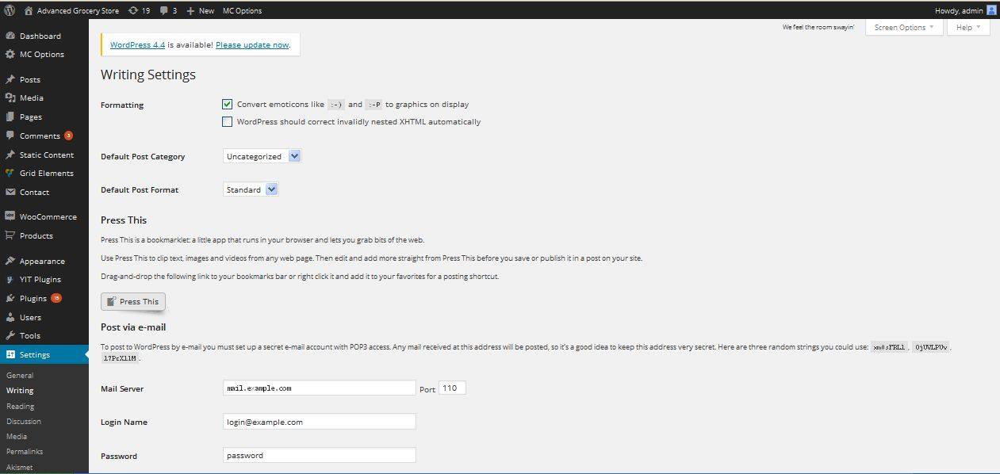 Advanced Grocery Store 19 3 New MC Options Howdy, admin
We feel the room swayin' Screen Options Help
Dashboard
MC Options
Posts
Media
Pages
Comments 3
Static Content
Grid Elements
Contact
WooCommerce
Products
Appearance
YIT Plugins
Plugins 15
Users
Tools
Settings
General
Writing
Reading
Discussion
Media
Permalinks
Akismet
WordPress 4.4 is available! Please update now.
Writing Settings
Formatting
Convert emoticons like :-) and :-P to graphics on display
WordPress should correct invalidly nested XHTML automatically
Default Post Category Uncategorized
Default Post Format Standard
Press This
Press This is a bookmarklet: a little app that runs in your browser and lets you grab bits of the web.
Use Press This to clip text, images and videos from any web page. Then edit and add more straight from Press This before you save or publish it in a post on your site.
Drag-and-drop the following link to your bookmarks bar or right click it and add it to your favorites for a posting shortcut.
Press This
Post via e-mail
To post to WordPress by e-mail you must set up a secret e-mail account with POP3 access. Any mail received at this address will be posted, so it's a good idea to keep this address very secret. Here are three random strings you could use: , ,
.
Mail Server mail.example.com Port 110
Login Name login@example.com
Password password